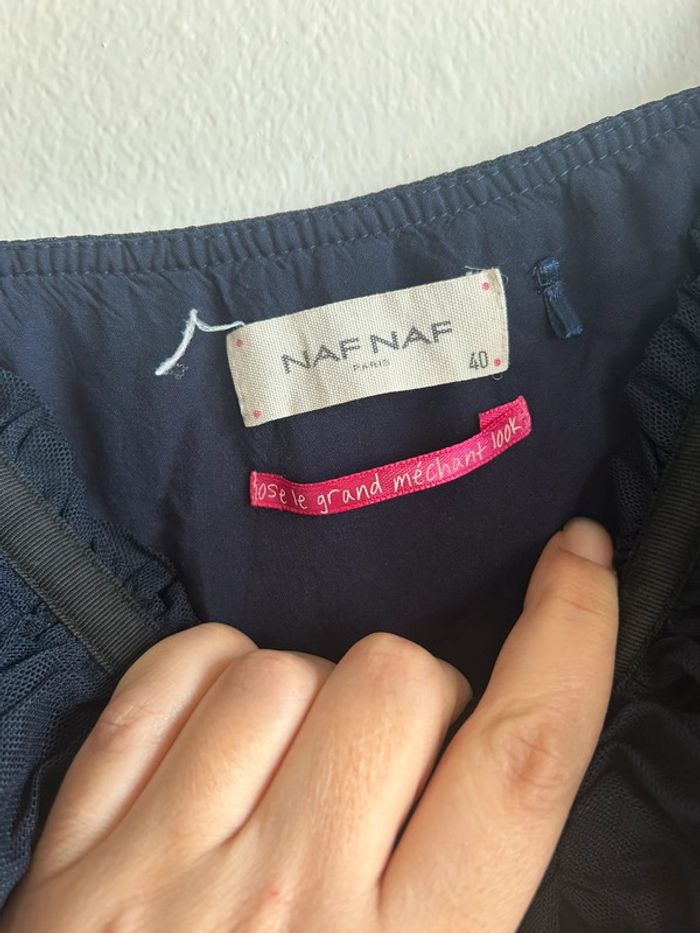 NAF NAF
PARIS
40
ose le grand méchant look